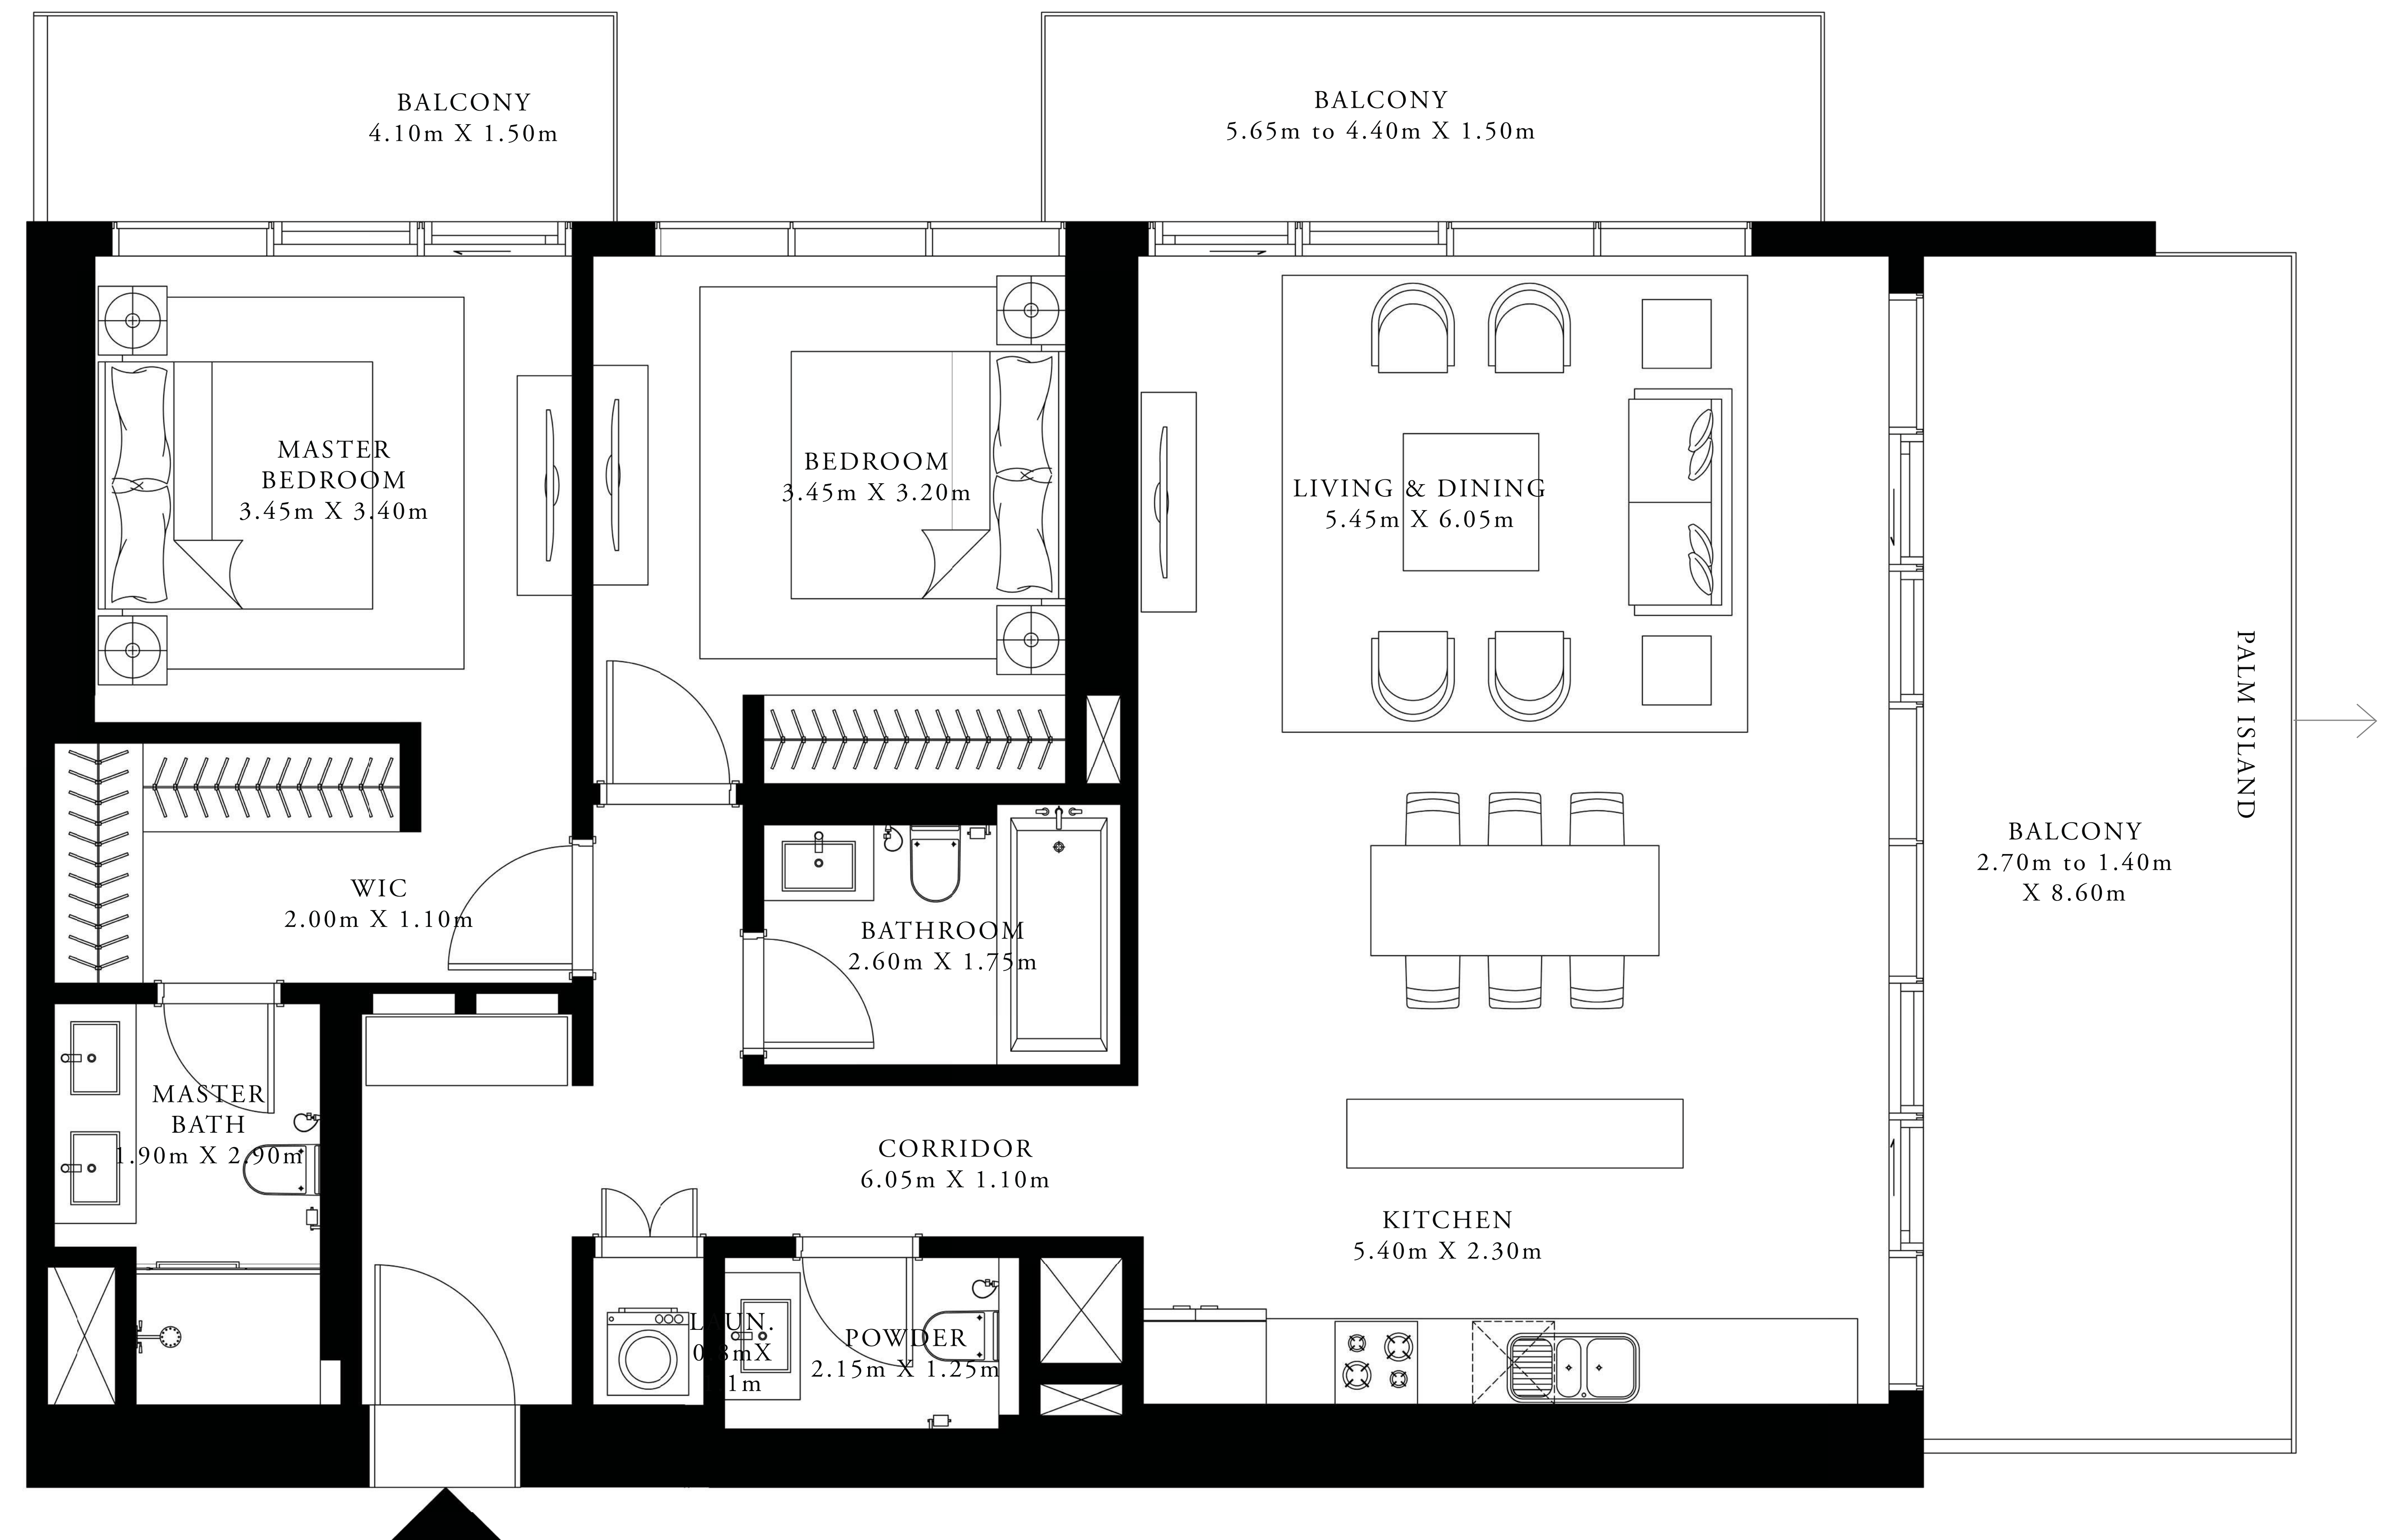 BALCONY
4.10m X 1.50m
BALCONY
5.65m to 4.40m X 1.50m
MASTER
BEDROOM
3.45m X 3.40m
BEDROOM
3.45m X 3.20m
LIVING & DINING
5.45m X 6.05m
PALM ISLAND
BALCONY
2.70m to 1.40m
X 8.60m
WIC
2.00m X 1.10m
BATHROOM
2.60m X 1.75m
MASTER
BATH
1.90m X 2.90m
CORRIDOR
6.05m X 1.10m
KITCHEN
5.40m X 2.30m
LAUN.
0.8mX
1m
POWDER
2.15m X 1.25m